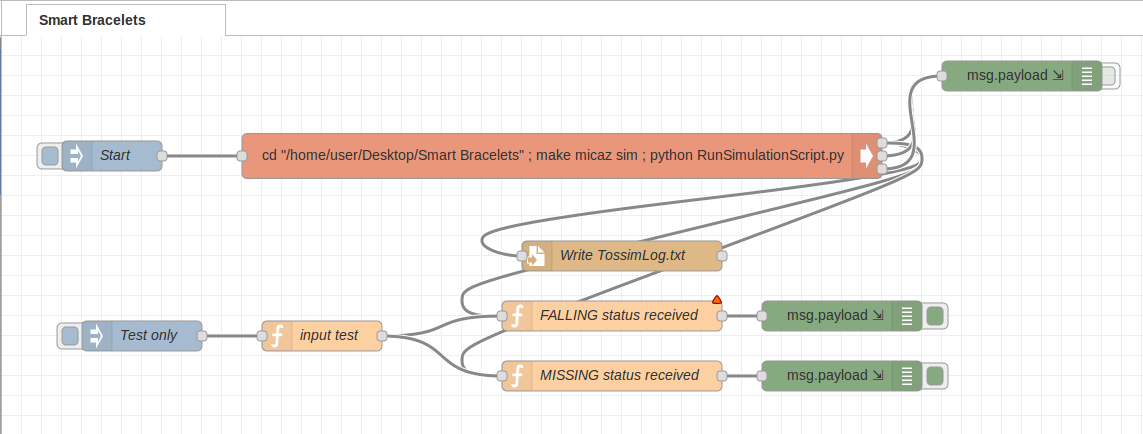 Smart Bracelets
msg.payload ⇲
Start
cd "/home/user/Desktop/Smart Bracelets" ; make micaz sim ; python RunSimulationScript.py
Write TossimLog.txt
FALLING status received
msg.payload ⇲
Test only
input test
MISSING status received
msg.payload ⇲